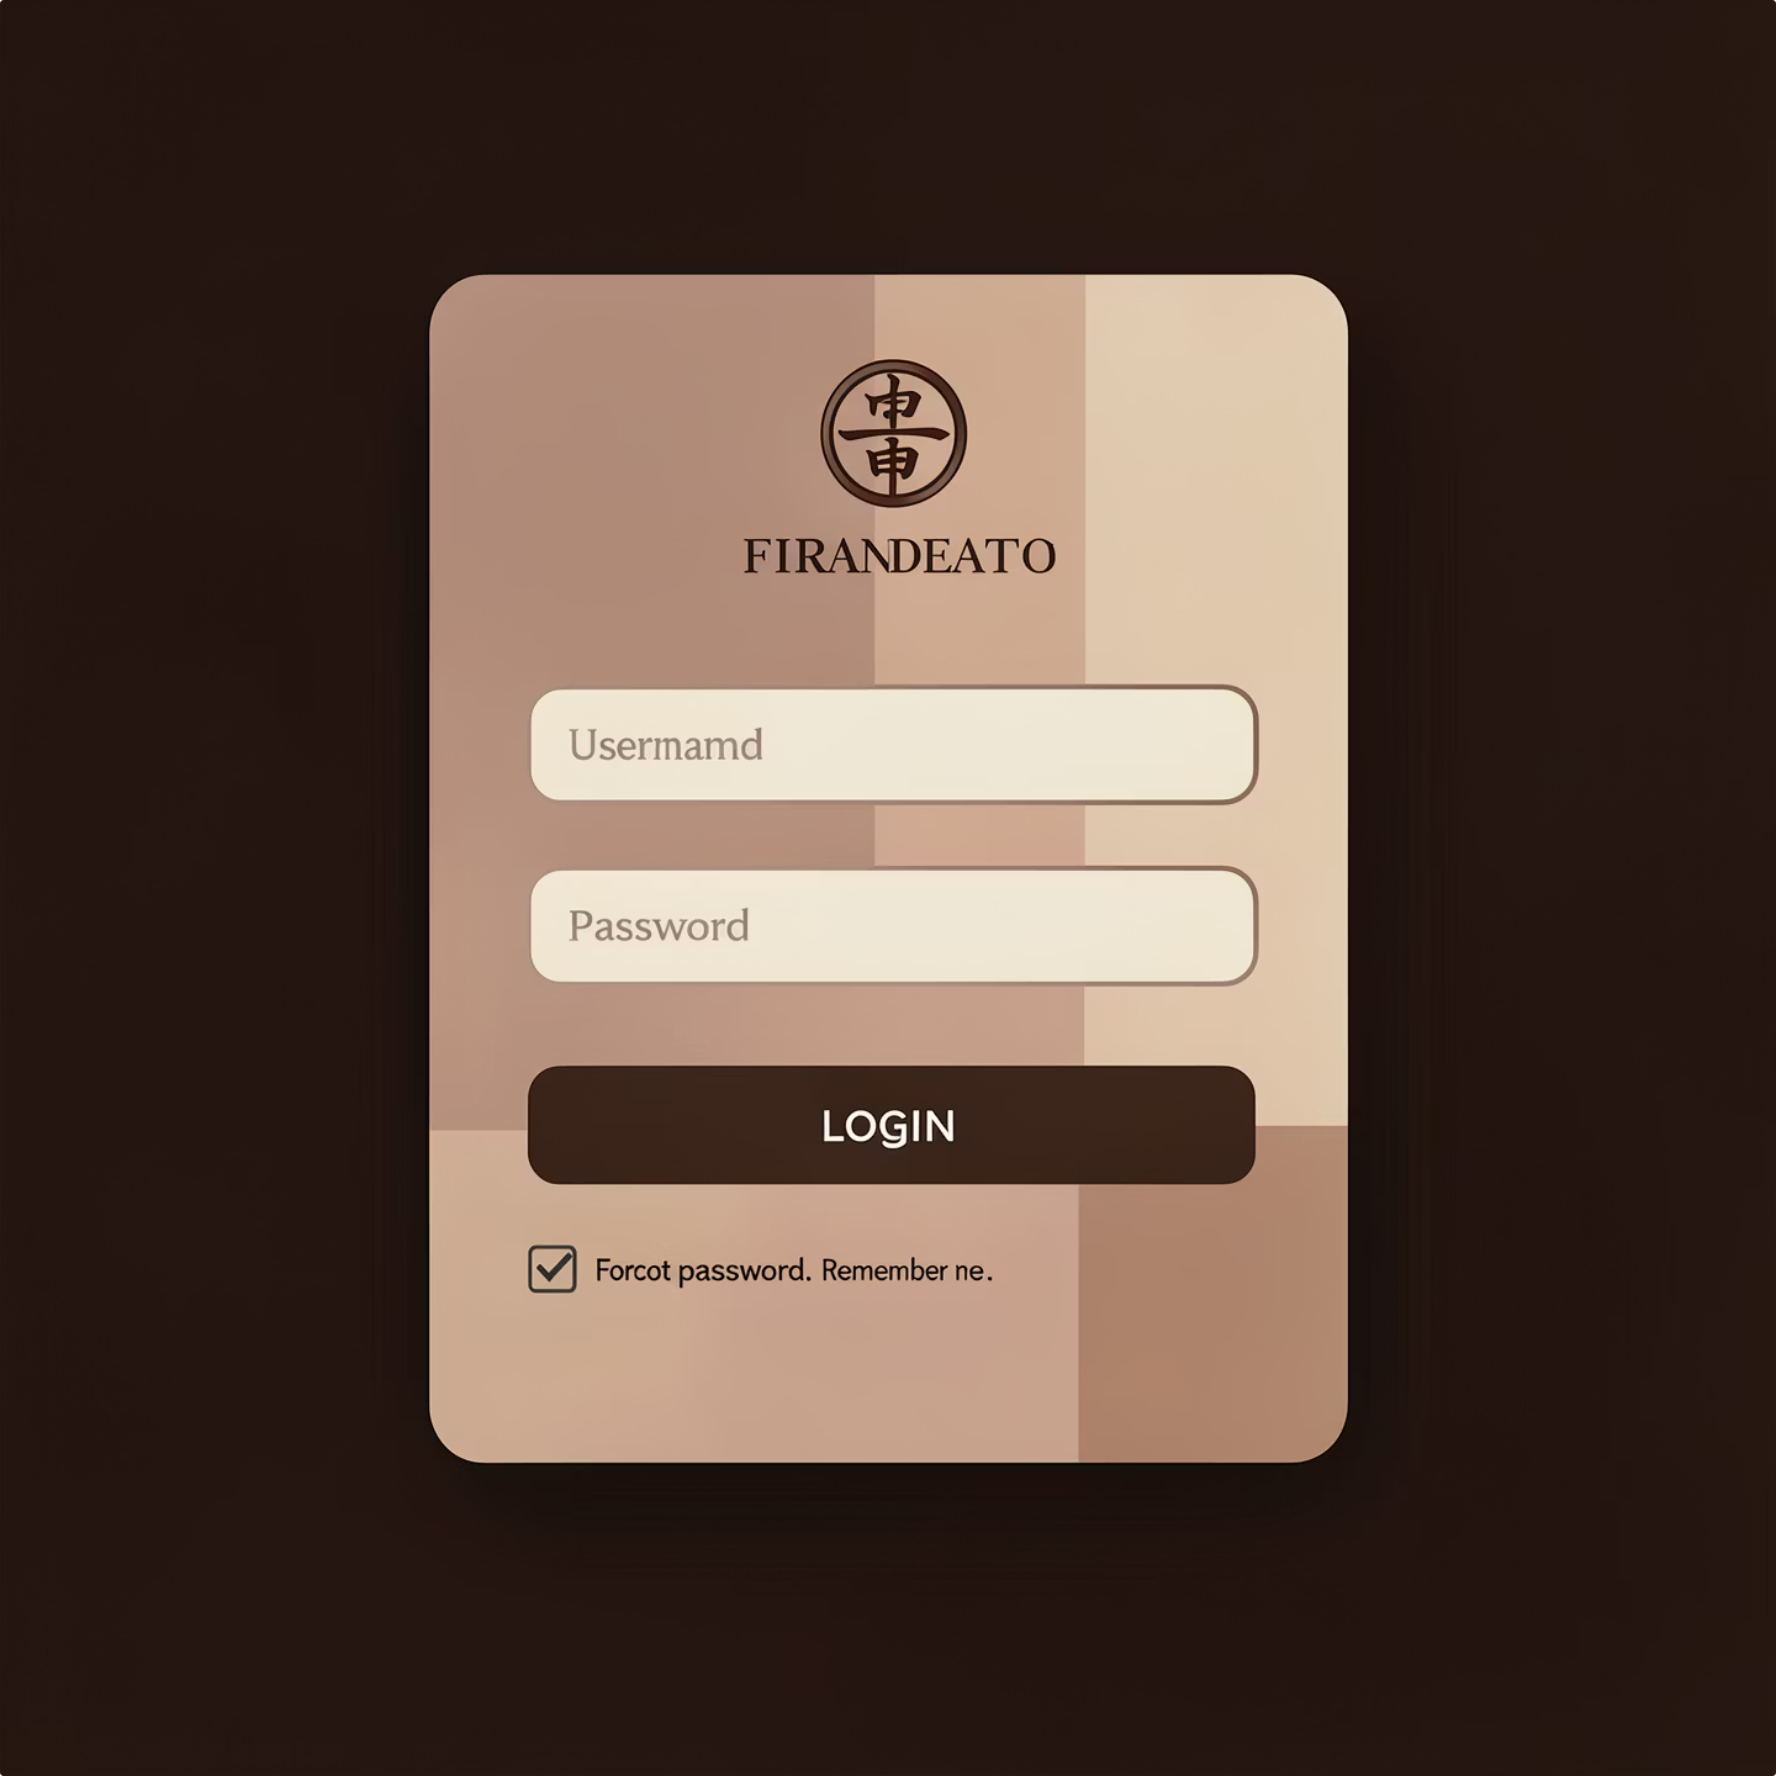 FIRANDEATO
Usermamd
Password
LOGIN
Forcot password. Remember ne.